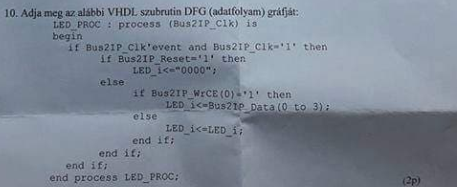 10. Adja meg az alábbi VHDL szubrutin DFG (adatfolyam) gráfját:
LED_PROC : process (Bus2IP_Clk) is
begin
if Bus2IP_Clk'event and Bus2IP_Clk='1' then
if Bus2IP_Reset='1' then
LED_i<="0000";
else
if Bus2IP_WrCE(0)='1' then
LED_i<=Bus2IP_Data(0 to 3);
else
LED_i<=LED_i;
end if;
end if;
end if;
end process LED_PROC;
(2p)